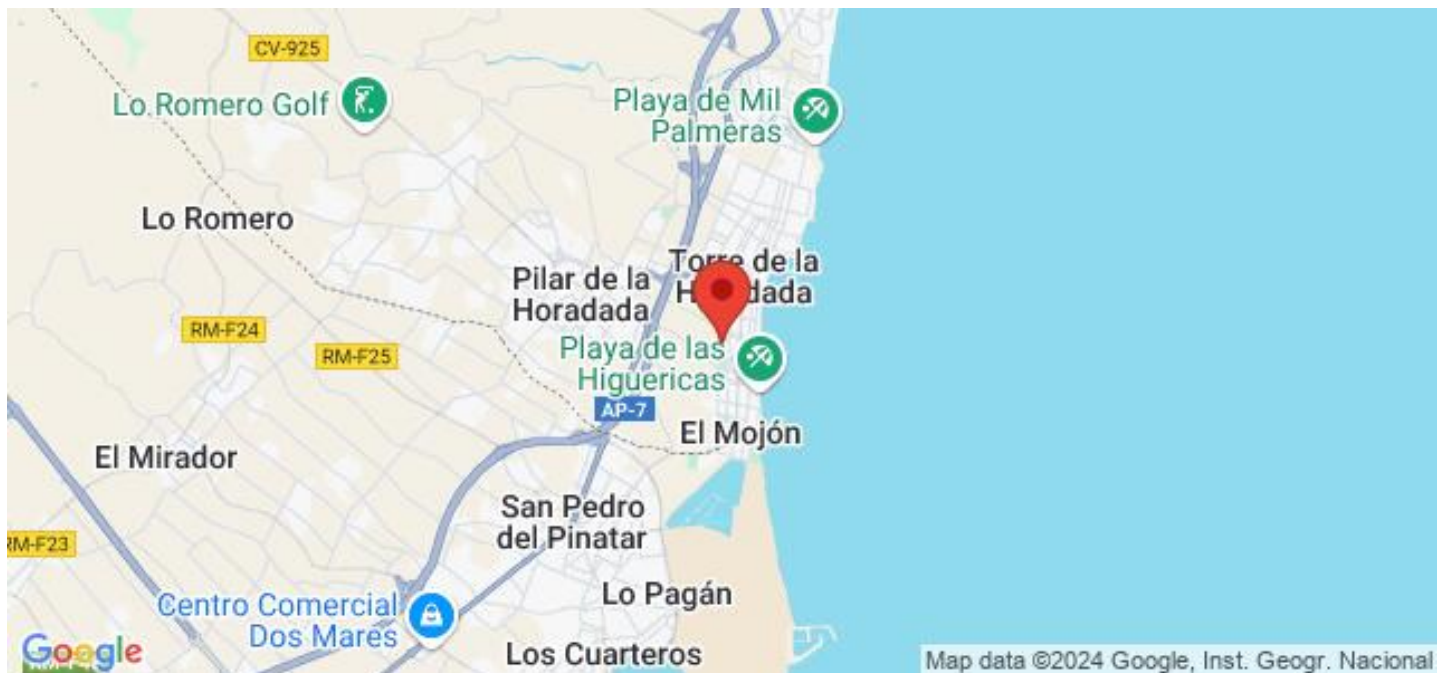 CV-925
Lo Romero Golf
Playa de Mil
Palmeras
Lo Romero
Torre de la
Pilar de la
Horadada
RM-F24
RM-F25
Playa de las
Higuericas
AP-7
El Mojón
El Mirador
San Pedro
del Pinatar
RM-F23
Lo Pagán
Centro Comercial
Dos Mares
Los Cuarteros
Google
Map data ©2024 Google, Inst. Geogr. Nacional